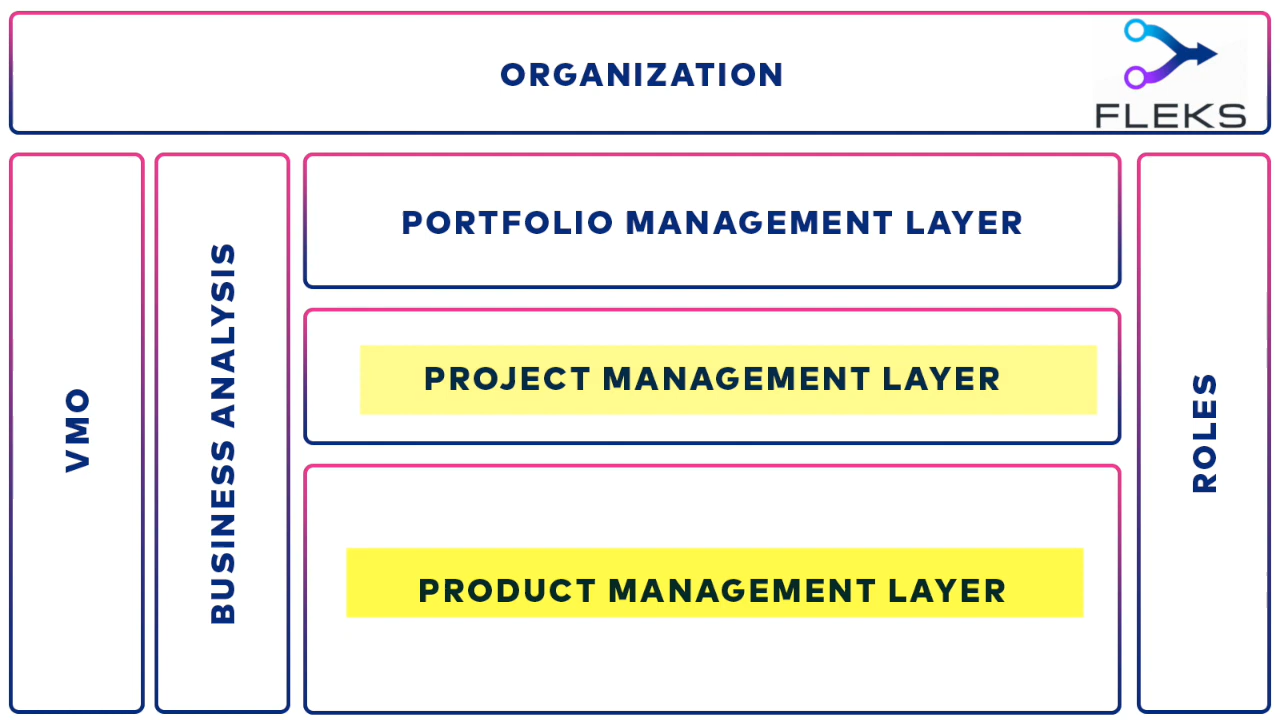 ORGANIZATION
FLEKS
VMO
BUSINESS ANALYSIS
PORTFOLIO MANAGEMENT LAYER
PROJECT MANAGEMENT LAYER
PRODUCT MANAGEMENT LAYER
ROLES